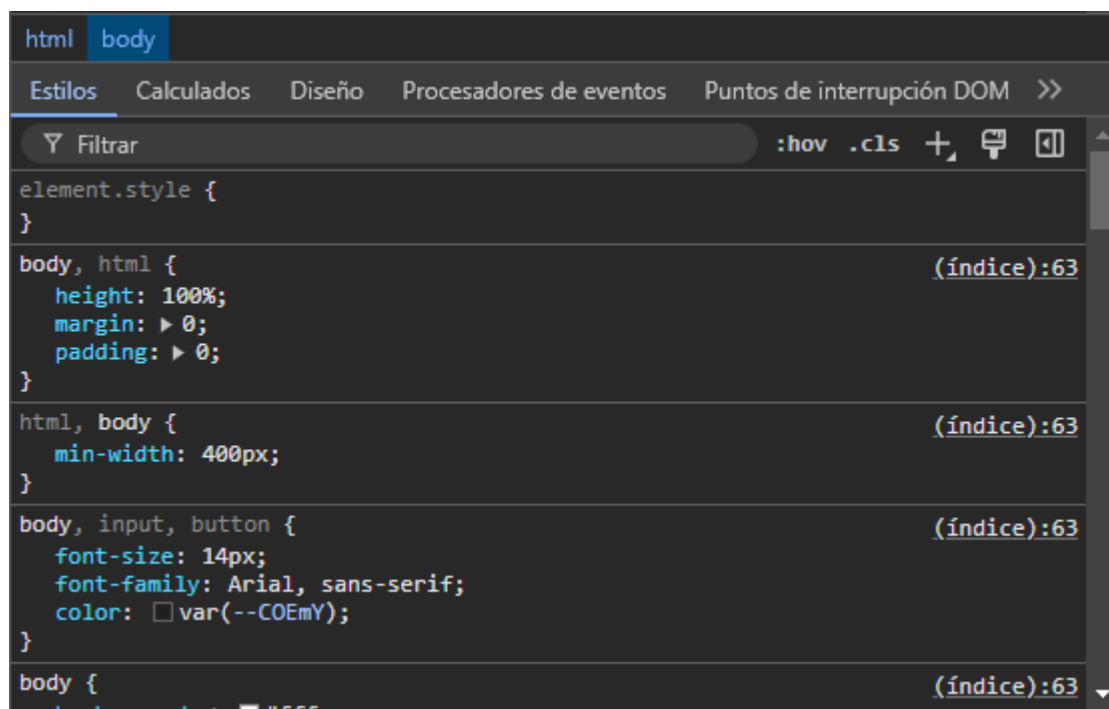 html body
Estilos Calculados Diseño Procesadores de eventos Puntos de interrupción DOM
Filtrar :hov .cls
element.style {
}
body, html { (índice):63
height: 100%;
margin: 0;
padding: 0;
}
html, body { (índice):63
min-width: 400px;
}
body, input, button { (índice):63
font-size: 14px;
font-family: Arial, sans-serif;
color: var(--COEmY);
}
body { (índice):63